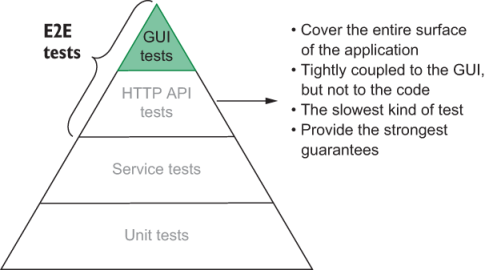 E2E
tests
GUI
tests
HTTP API
tests
Service tests
Unit tests
• Cover the entire surface
of the application
• Tightly coupled to the GUI,
but not to the code
• The slowest kind of test
• Provide the strongest
guarantees